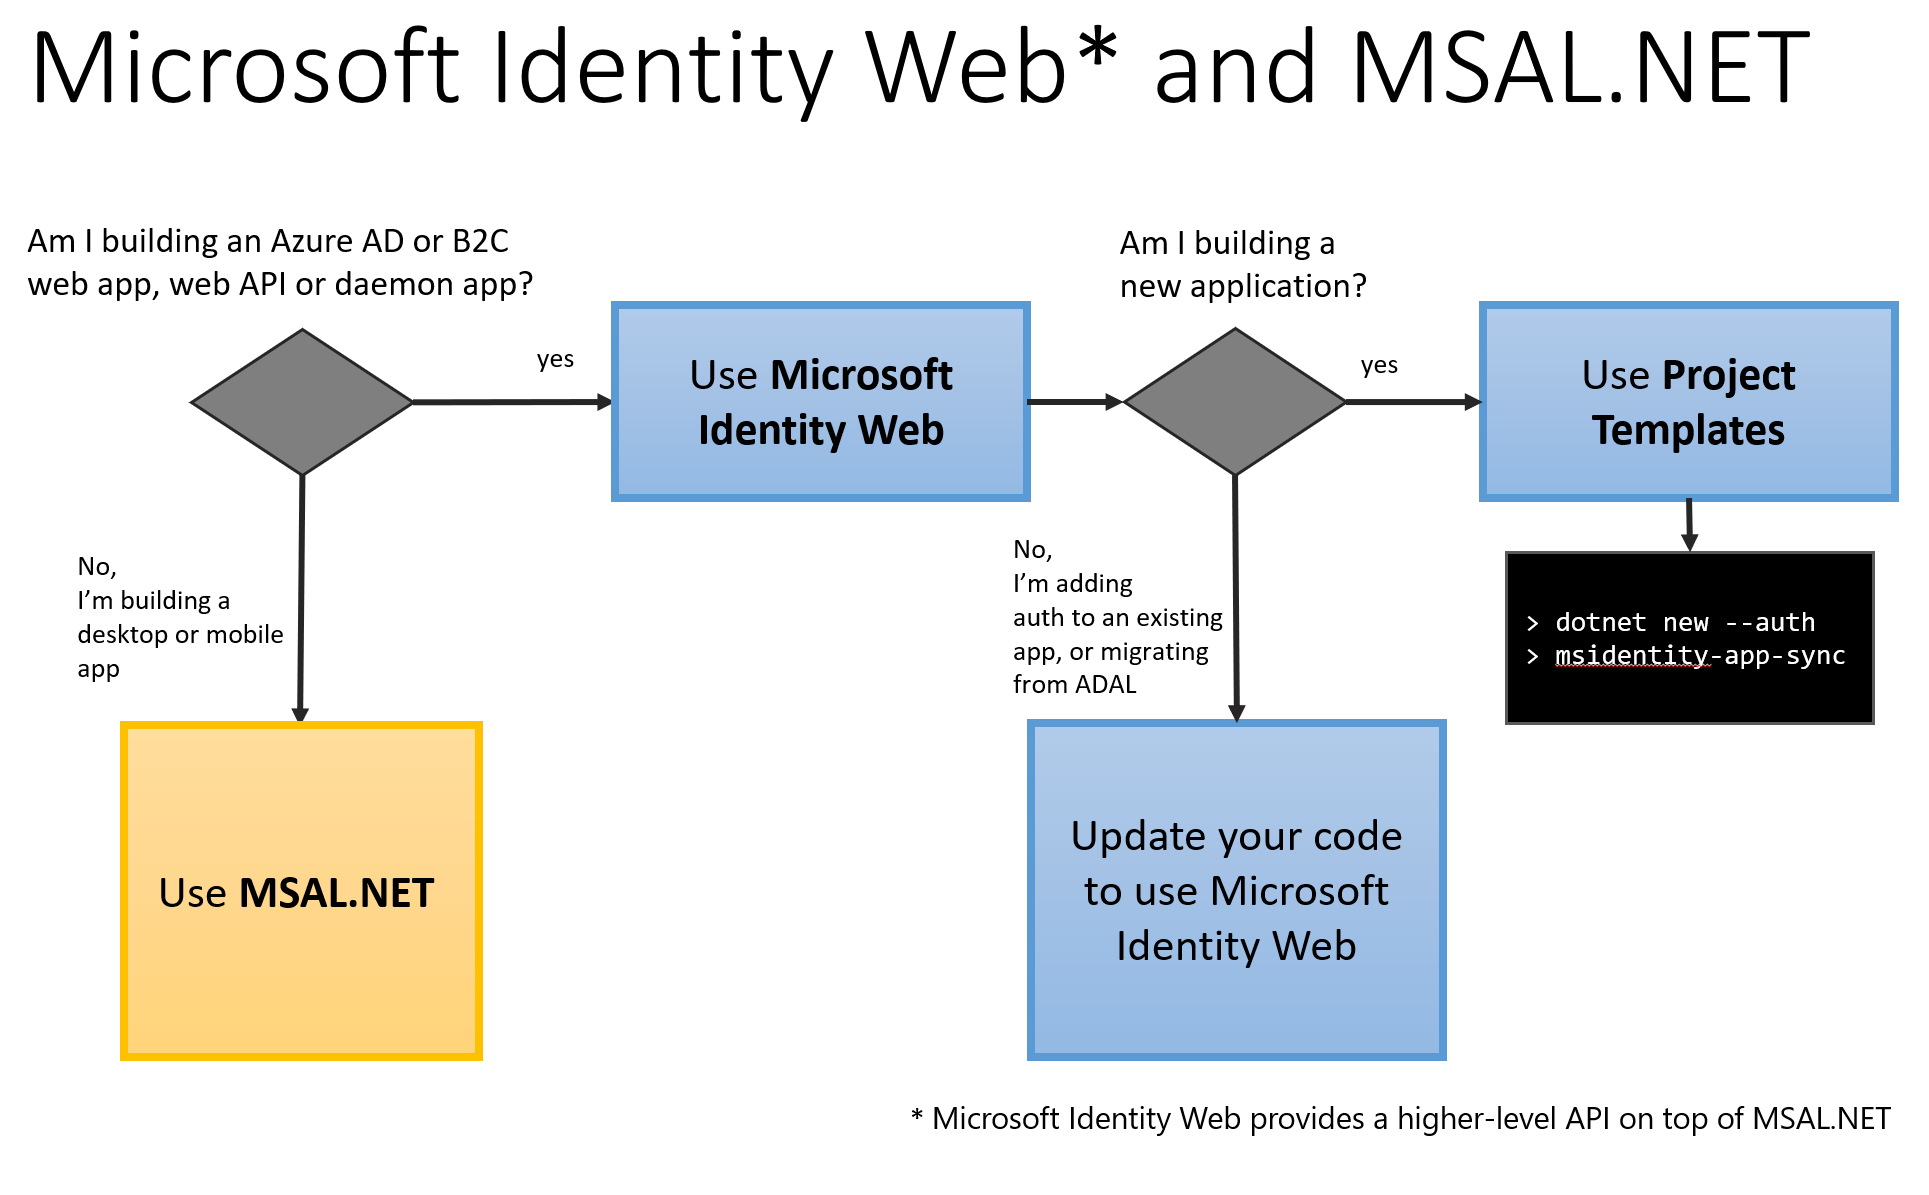 Microsoft Identity Web* and MSAL.NET
Am I building an Azure AD or B2C
web app, web API or daemon app?
yes
Use Microsoft
Identity Web
Am I building a
new application?
yes
Use Project
Templates
No,
I’m building a
desktop or mobile
app
No,
I’m adding
auth to an existing
app, or migrating
from ADAL
> dotnet new --auth
> msidentity-app-sync
Use MSAL.NET
Update your code
to use Microsoft
Identity Web
* Microsoft Identity Web provides a higher-level API on top of MSAL.NET